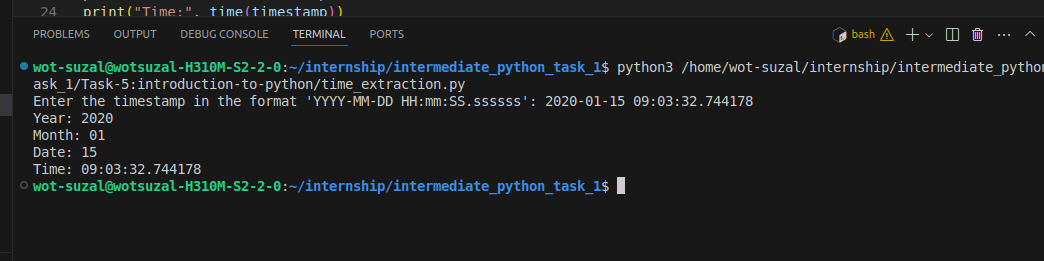 24 print("Time:", time(timestamp))
PROBLEMS OUTPUT DEBUG CONSOLE TERMINAL PORTS bash
wot-suzal@wotsuzal-H310M-S2-2-0:~/internship/intermediate_python_task_1$ python3 /home/wot-suzal/internship/intermediate_python
ask_1/Task-5:introduction-to-python/time_extraction.py
Enter the timestamp in the format 'YYYY-MM-DD HH:mm:SS.ssssss': 2020-01-15 09:03:32.744178
Year: 2020
Month: 01
Date: 15
Time: 09:03:32.744178
wot-suzal@wotsuzal-H310M-S2-2-0:~/internship/intermediate_python_task_1$